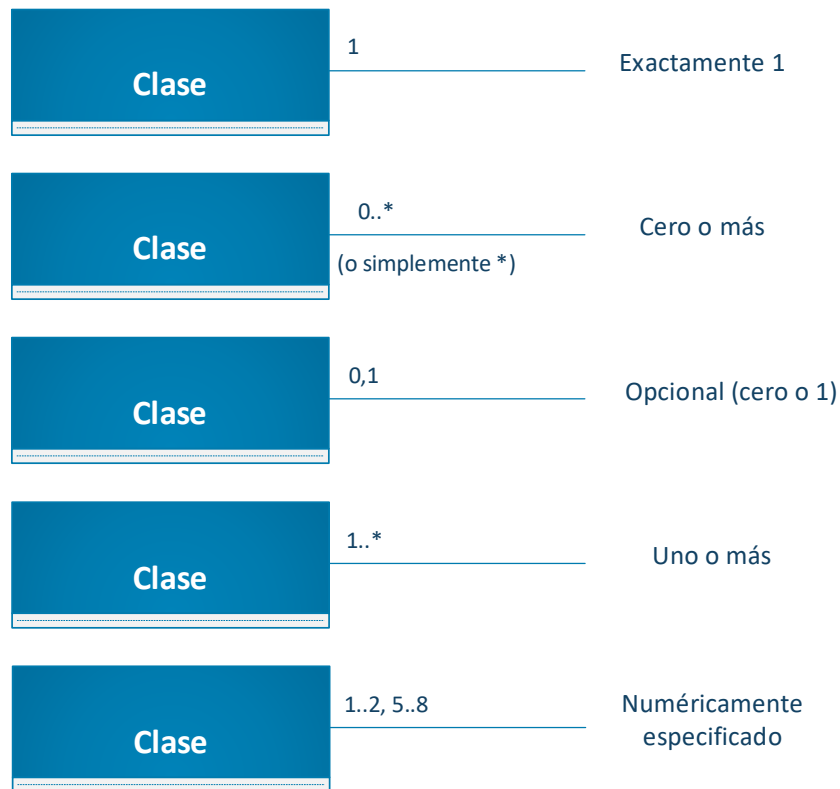 1
Clase
Exactamente 1
0..*
Clase
(o simplemente *)
Cero o más
0,1
Clase
Opcional (cero o 1)
1..*
Clase
Uno o más
1..2, 5..8
Clase
Numéricamente
especificado